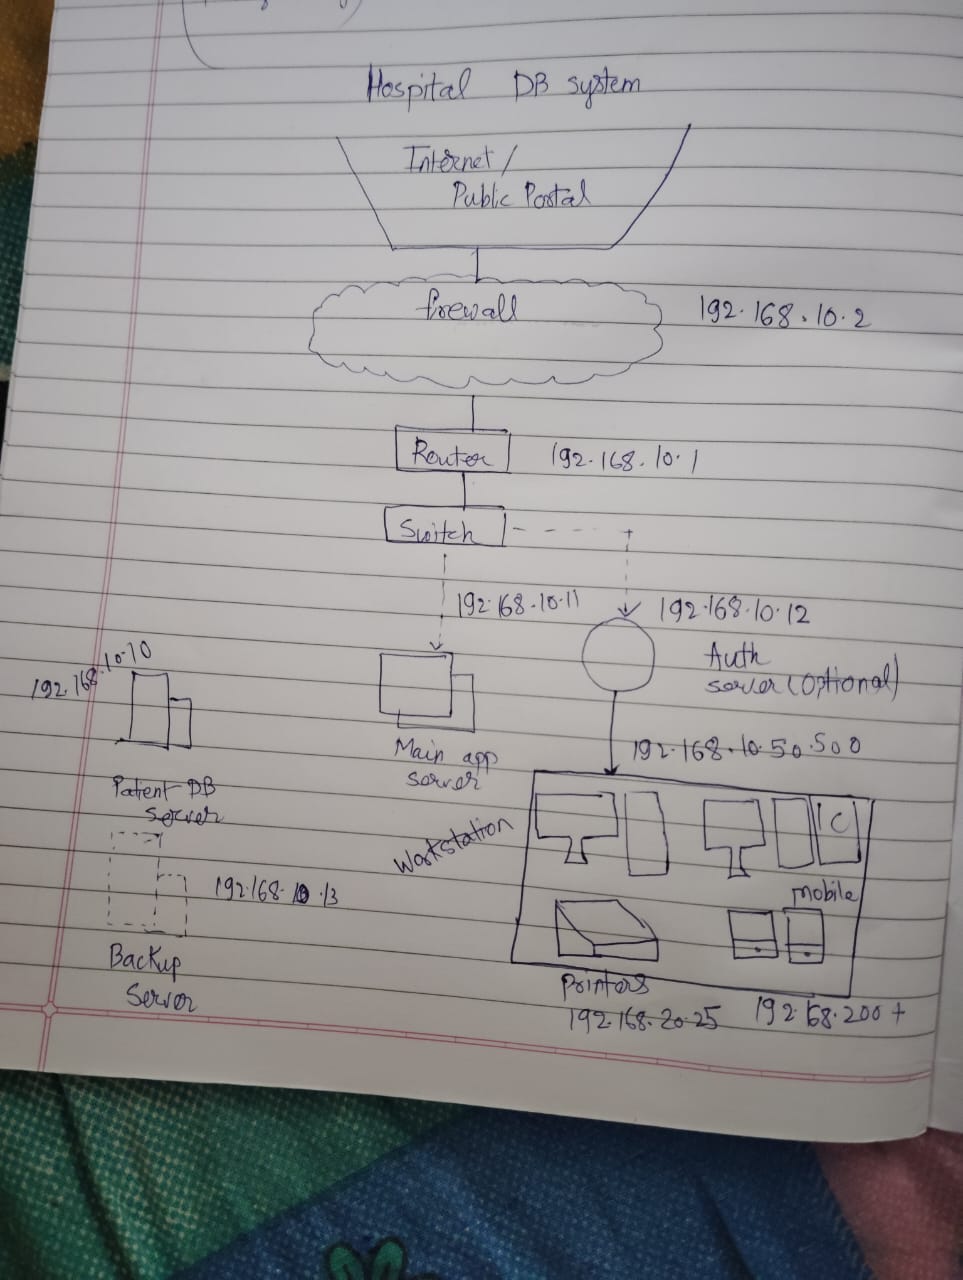 Hospital DB system
Internet /
Public Portal
firewall
192.168.10.2
Router
192.168.10.1
Switch
192.168.10.11
192.168.10.12
Auth
server (optional)
192.168.10.10
Main app
server
192.168.10.50.500
Patient DB
Server
Workstation
C
mobile
192.168.10.13
Backup
Server
Printers
192.168.20.25
192.168.200+